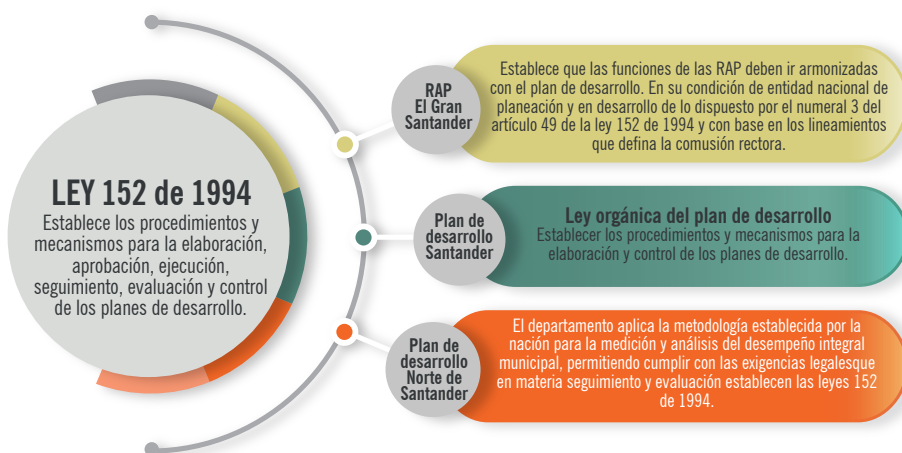 LEY 152 de 1994
Establece los procedimientos y
mecanismos para la elaboración,
aprobación, ejecución,
seguimiento, evaluación y control
de los planes de desarrollo.
RAP
El Gran
Santander
Establece que las funciones de las RAP deben ir armonizadas
con el plan de desarrollo. En su condición de entidad nacional de
planeación y en desarrollo de lo dispuesto por el numeral 3 del
artículo 49 de la ley 152 de 1994 y con base en los lineamientos
que defina la comusión rectora.
Plan de
desarrollo
Santander
Ley orgánica del plan de desarrollo
Establecer los procedimientos y mecanismos para la
elaboración y control de los planes de desarrollo.
Plan de
desarrollo
Norte de
Santander
El departamento aplica la metodología establecida por la
nación para la medición y análisis del desempeño integral
municipal, permitiendo cumplir con las exigencias legalesque
en materia seguimiento y evaluación establecen las leyes 152
de 1994.